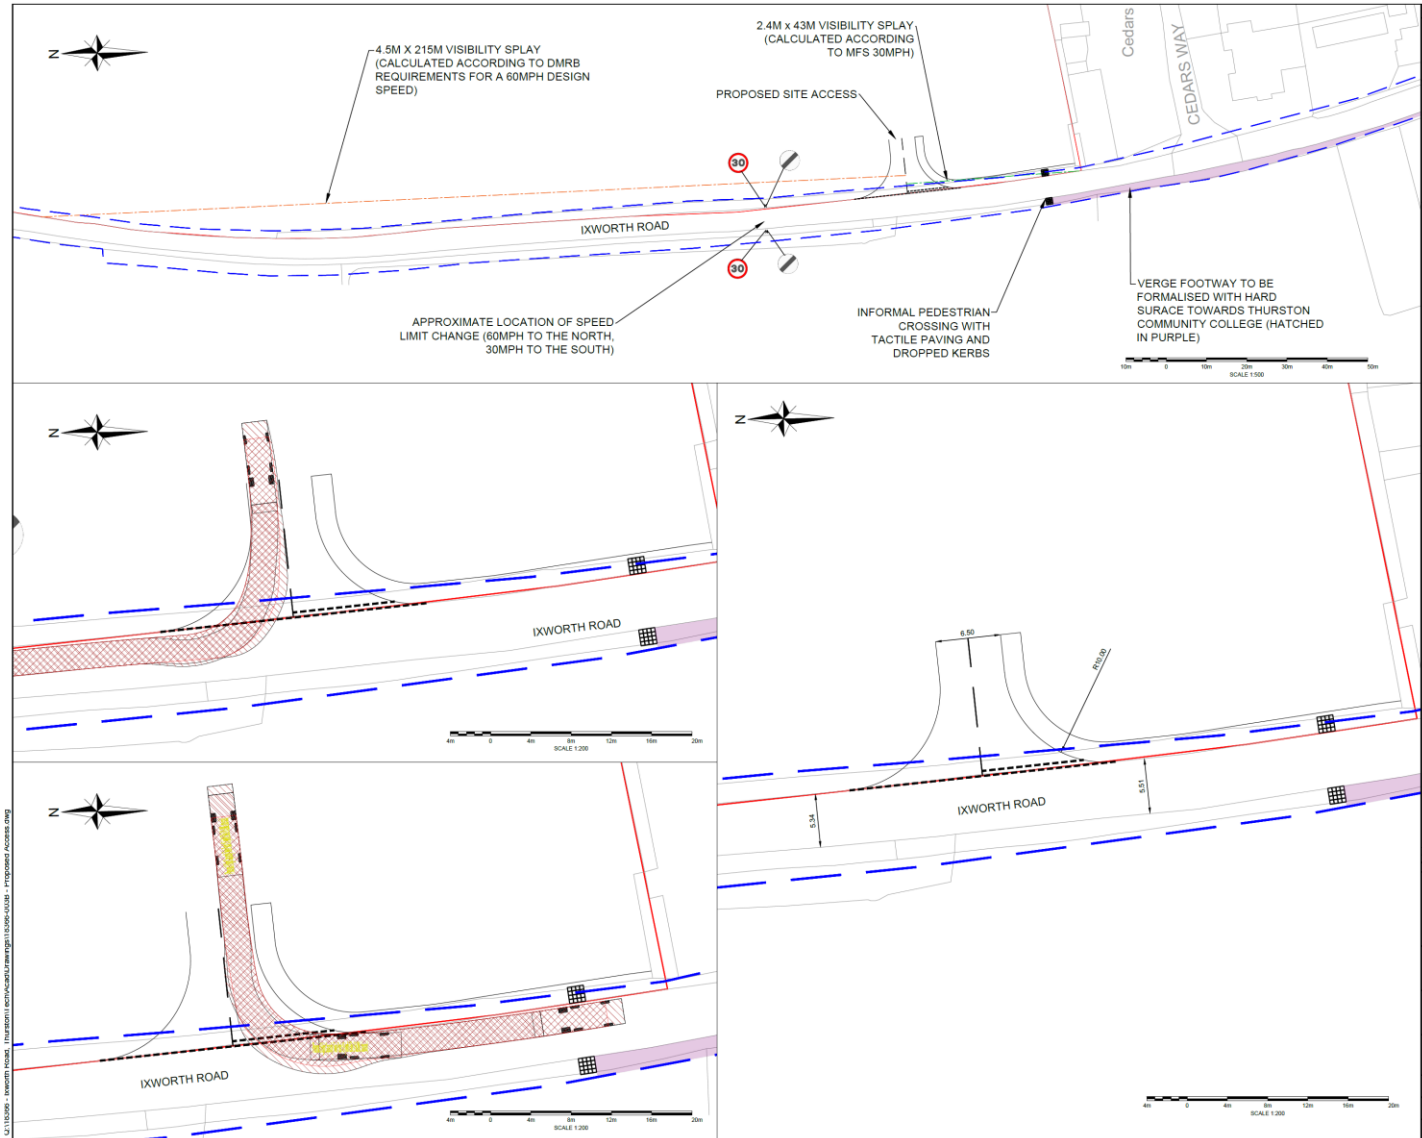 N
4.5M X 215M VISIBILITY SPLAY
(CALCULATED ACCORDING TO DMRB
REQUIREMENTS FOR A 60MPH DESIGN
SPEED)
2.4M x 43M VISIBILITY SPLAY
(CALCULATED ACCORDING
TO MFS 30MPH)
PROPOSED SITE ACCESS
Cedars
CEDARS WAY
30
IXWORTH ROAD
30
APPROXIMATE LOCATION OF SPEED
LIMIT CHANGE (60MPH TO THE NORTH,
30MPH TO THE SOUTH)
INFORMAL PEDESTRIAN
CROSSING WITH
TACTILE PAVING AND
DROPPED KERBS
VERGE FOOTWAY TO BE
FORMALISED WITH HARD
SURACE TOWARDS THURSTON
COMMUNITY COLLEGE (HATCHED
IN PURPLE)
10m 0 10m 20m 30m 40m 50m
SCALE 1:500
N
IXWORTH ROAD
4m 0 4m 8m 12m 16m 20m
SCALE 1:200
N
6.50
R10.00
5.34
5.51
IXWORTH ROAD
4m 0 4m 8m 12m 16m 20m
SCALE 1:200
N
IXWORTH ROAD
4m 0 4m 8m 12m 16m 20m
SCALE 1:200